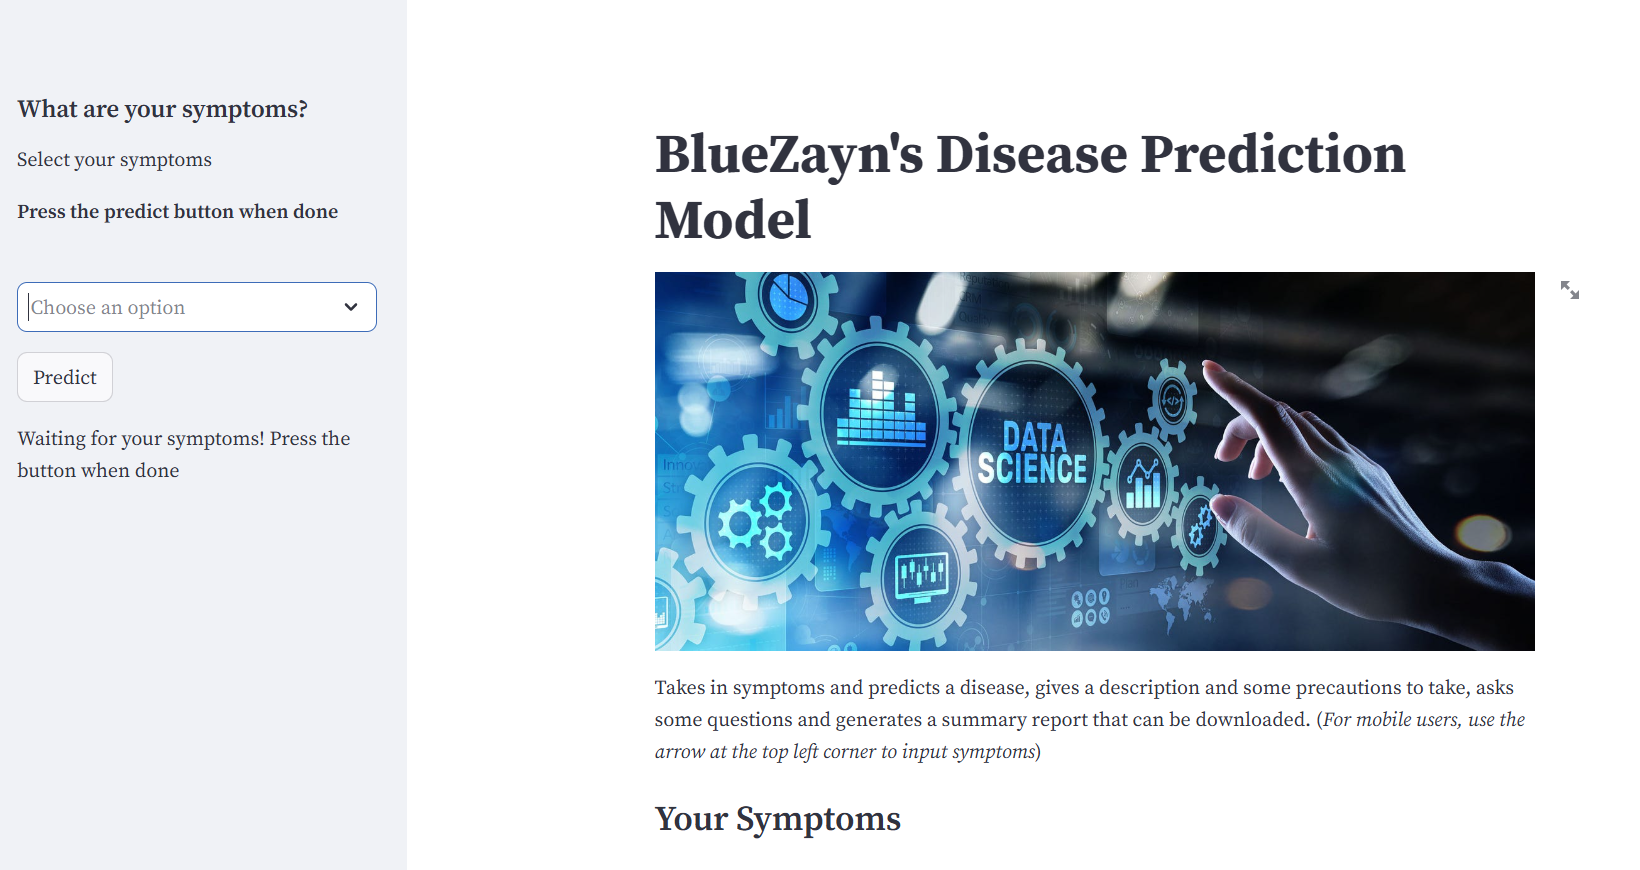 What are your symptoms?
Select your symptoms
Press the predict button when done
Choose an option
Predict
Waiting for your symptoms! Press the
button when done
BlueZayn's Disease Prediction
Model
DATA
SCIENCE
Takes in symptoms and predicts a disease, gives a description and some precautions to take, asks
some questions and generates a summary report that can be downloaded. (For mobile users, use the
arrow at the top left corner to input symptoms)
Your Symptoms